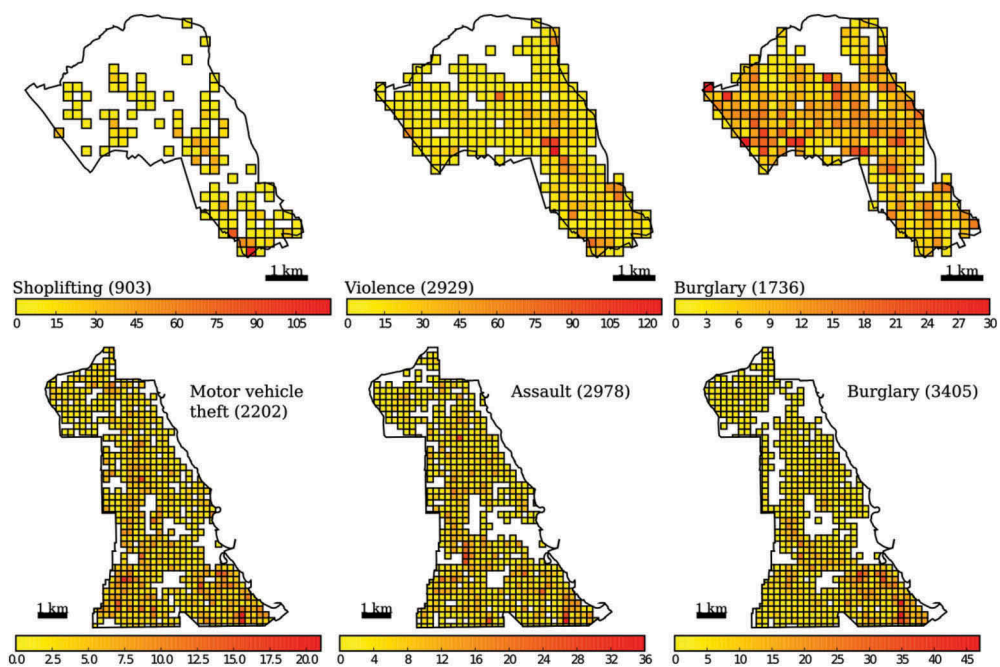 1 km 1 km 1 km
Shoplifting (903) Violence (2929) Burglary (1736)
0 15 30 45 60 75 90 105 0 15 30 45 60 75 90 105 120 0 3 6 9 12 15 18 21 24 27 30
Motor vehicle Assault (2978) Burglary (3405)
theft (2202)
1 km 1 km 1 km
0.0 2.5 5.0 7.5 10.0 12.5 15.0 17.5 20.0 0 4 8 12 16 20 24 28 32 36 0 5 10 15 20 25 30 35 40 45